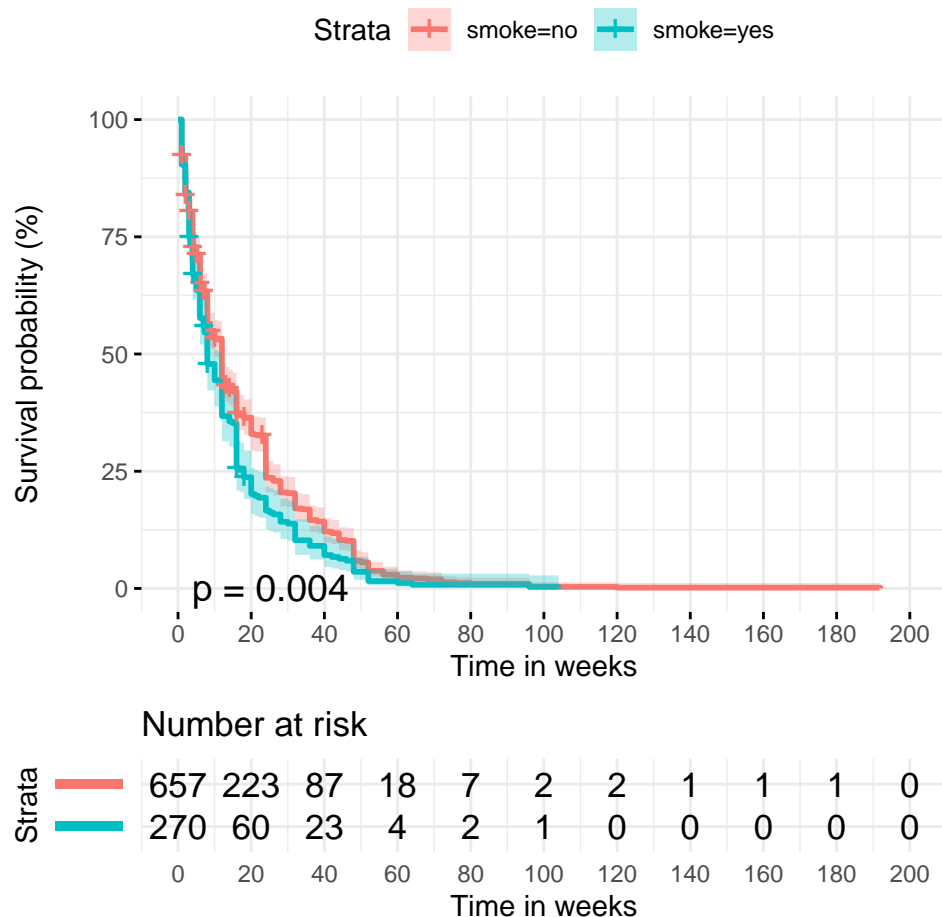 Strata smoke=no smoke=yes
Survival probability (%)
100
75
50
25
0
p = 0.004
0 20 40 60 80 100 120 140 160 180 200
Time in weeks
Number at risk
Strata
657 223 87 18 7 2 2 1 1 1 0
270 60 23 4 2 1 0 0 0 0 0
0 20 40 60 80 100 120 140 160 180 200
Time in weeks